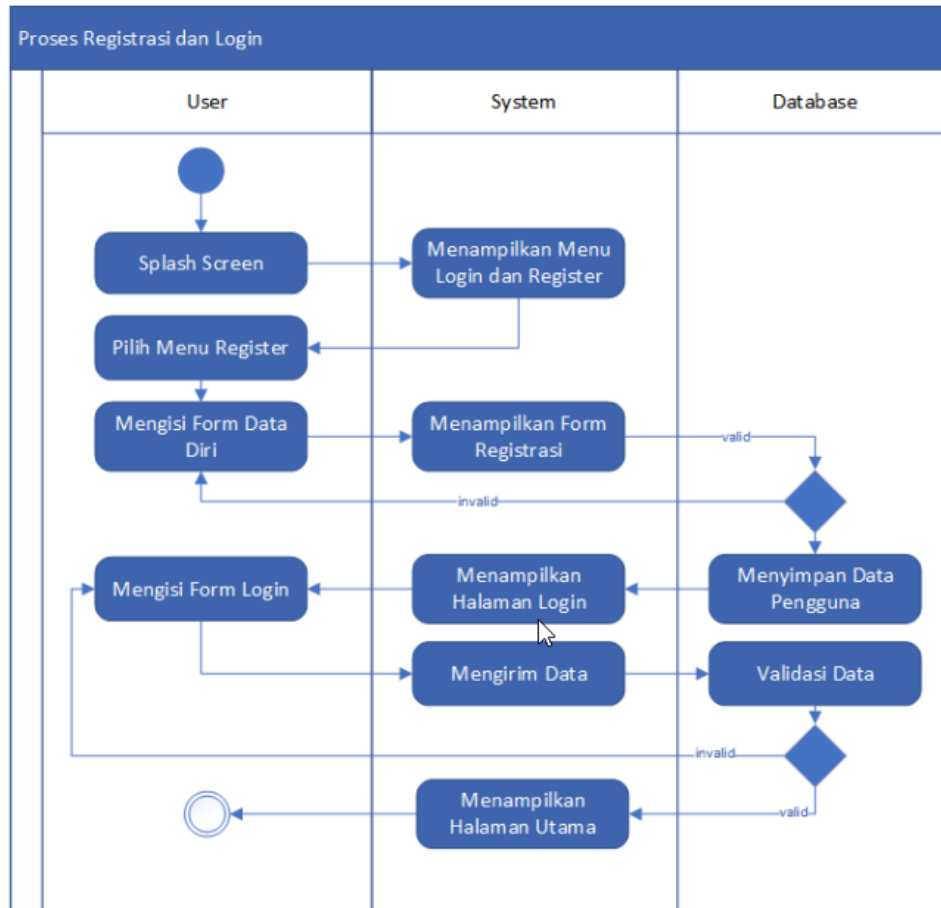 Proses Registrasi dan Login
User
System
Database
Splash Screen
Menampilkan Menu
Login dan Register
Pilih Menu Register
Mengisi Form Data
Diri
Menampilkan Form
Registrasi
valid
invalid
Mengisi Form Login
Menampilkan
Halaman Login
Menyimpan Data
Pengguna
Mengirim Data
Validasi Data
invalid
Menampilkan
Halaman Utama
valid